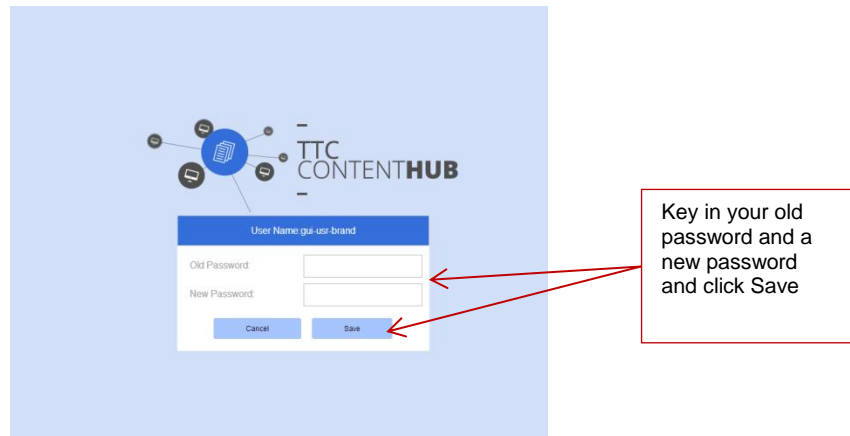 TTC
CONTENTHUB
User Name:gui-usr-brand
Old Password:
New Password:
Cancel
Save
Key in your old
password and a
new password
and click Save